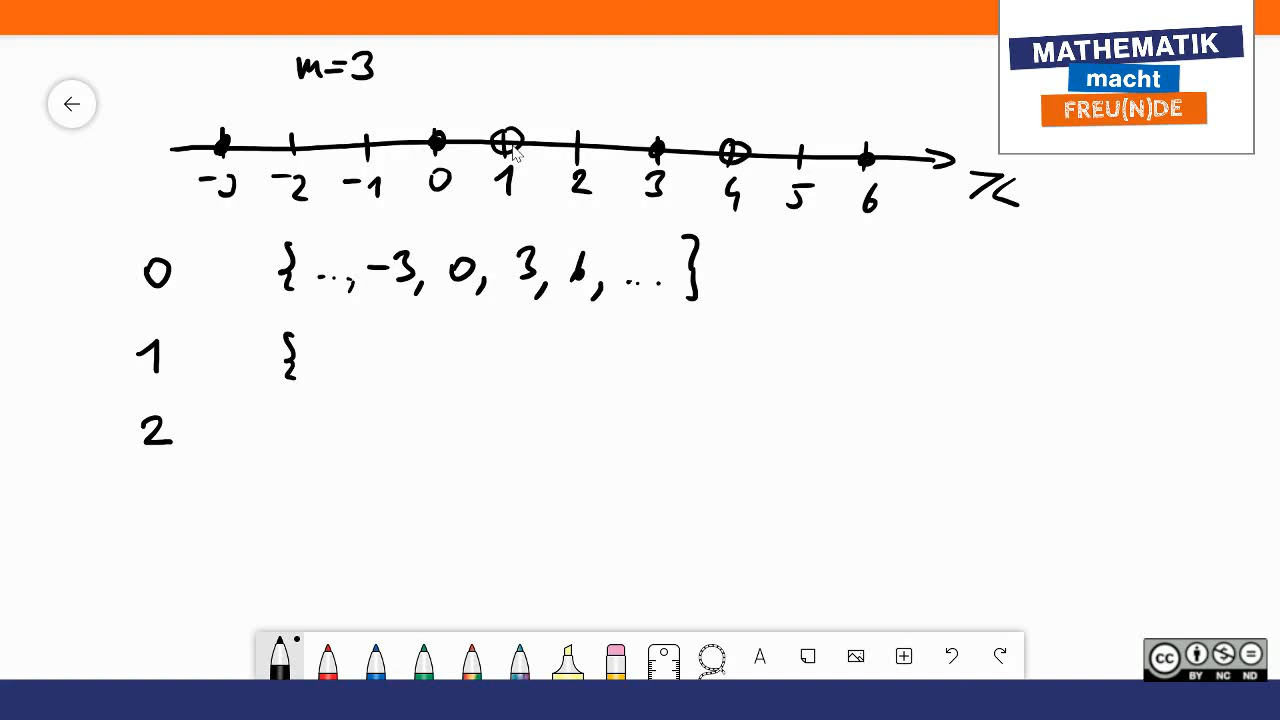 m=3
MATHEMATIK
macht
FREU(N)DE
-3 -2 -1 0 1 2 3 4 5 6 ℤ
0 { ..., -3, 0, 3, 6, ... }
1 {
2
A
cc BY NC ND